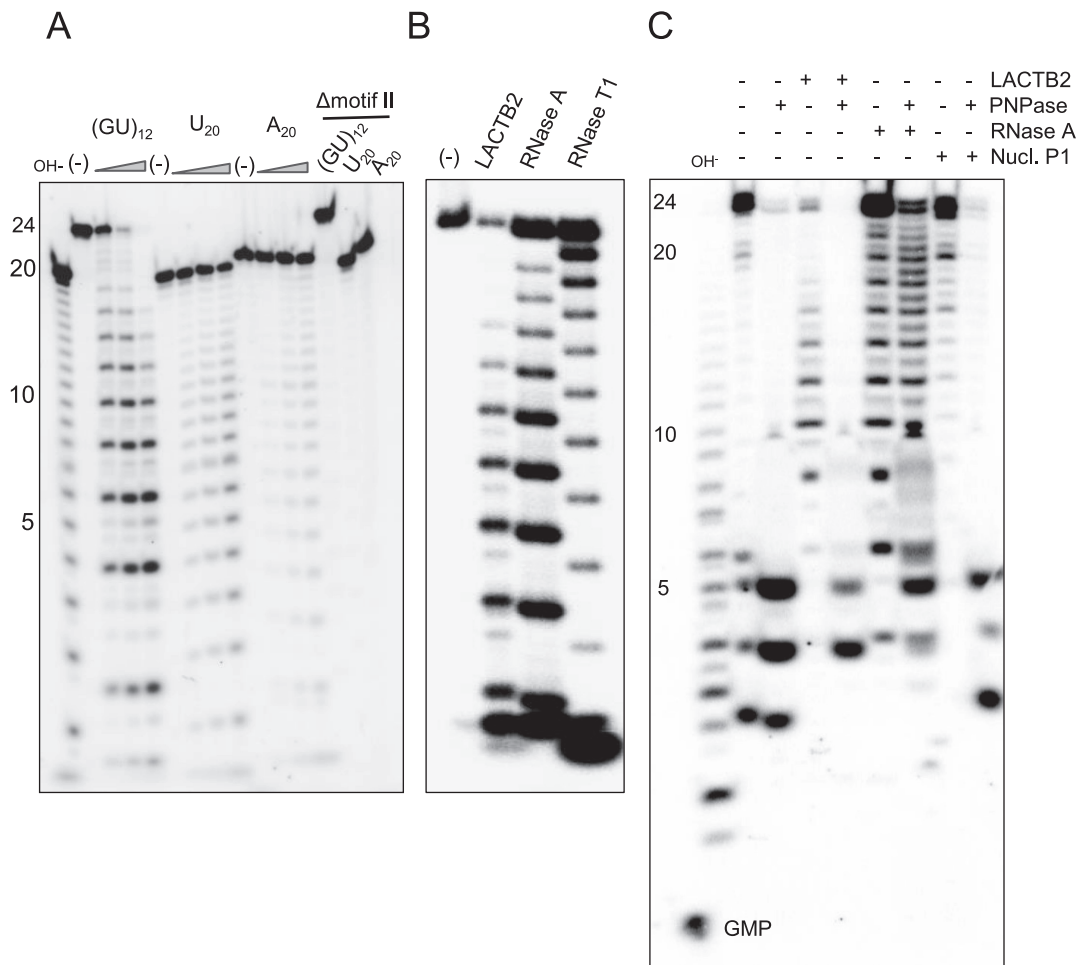 A
B
C
Δmotif II
(GU)₁₂ U₂₀ A₂₀
(GU)₁₂ U₂₀ A₂₀
OH- (-) (-) (-)
24
20
10
5
(-) LACTB2 RNase A RNase T1
- - + + - - - - LACTB2
- + - + - + - + PNPase
- - - - + + - - RNase A
OH- - - - - - - + + Nucl. P1
24
20
10
5
GMP